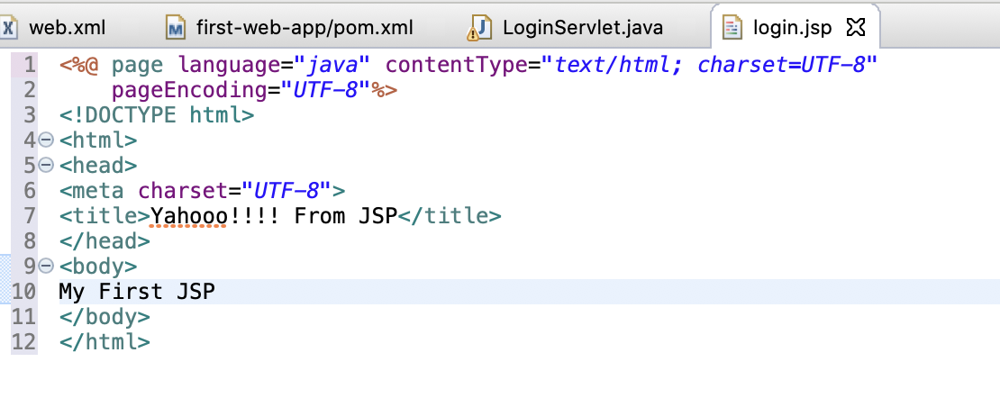 web.xml first-web-app/pom.xml LoginServlet.java login.jsp
1 <%@ page language="java" contentType="text/html; charset=UTF-8"
2 pageEncoding="UTF-8"%>
3 <!DOCTYPE html>
4 <html>
5 <head>
6 <meta charset="UTF-8">
7 <title>Yahooo!!!! From JSP</title>
8 </head>
9 <body>
10 My First JSP
11 </body>
12 </html>